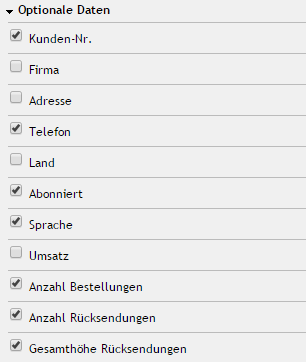 Optionale Daten
Kunden-Nr.
Firma
Adresse
Telefon
Land
Abonniert
Sprache
Umsatz
Anzahl Bestellungen
Anzahl Rücksendungen
Gesamthöhe Rücksendungen